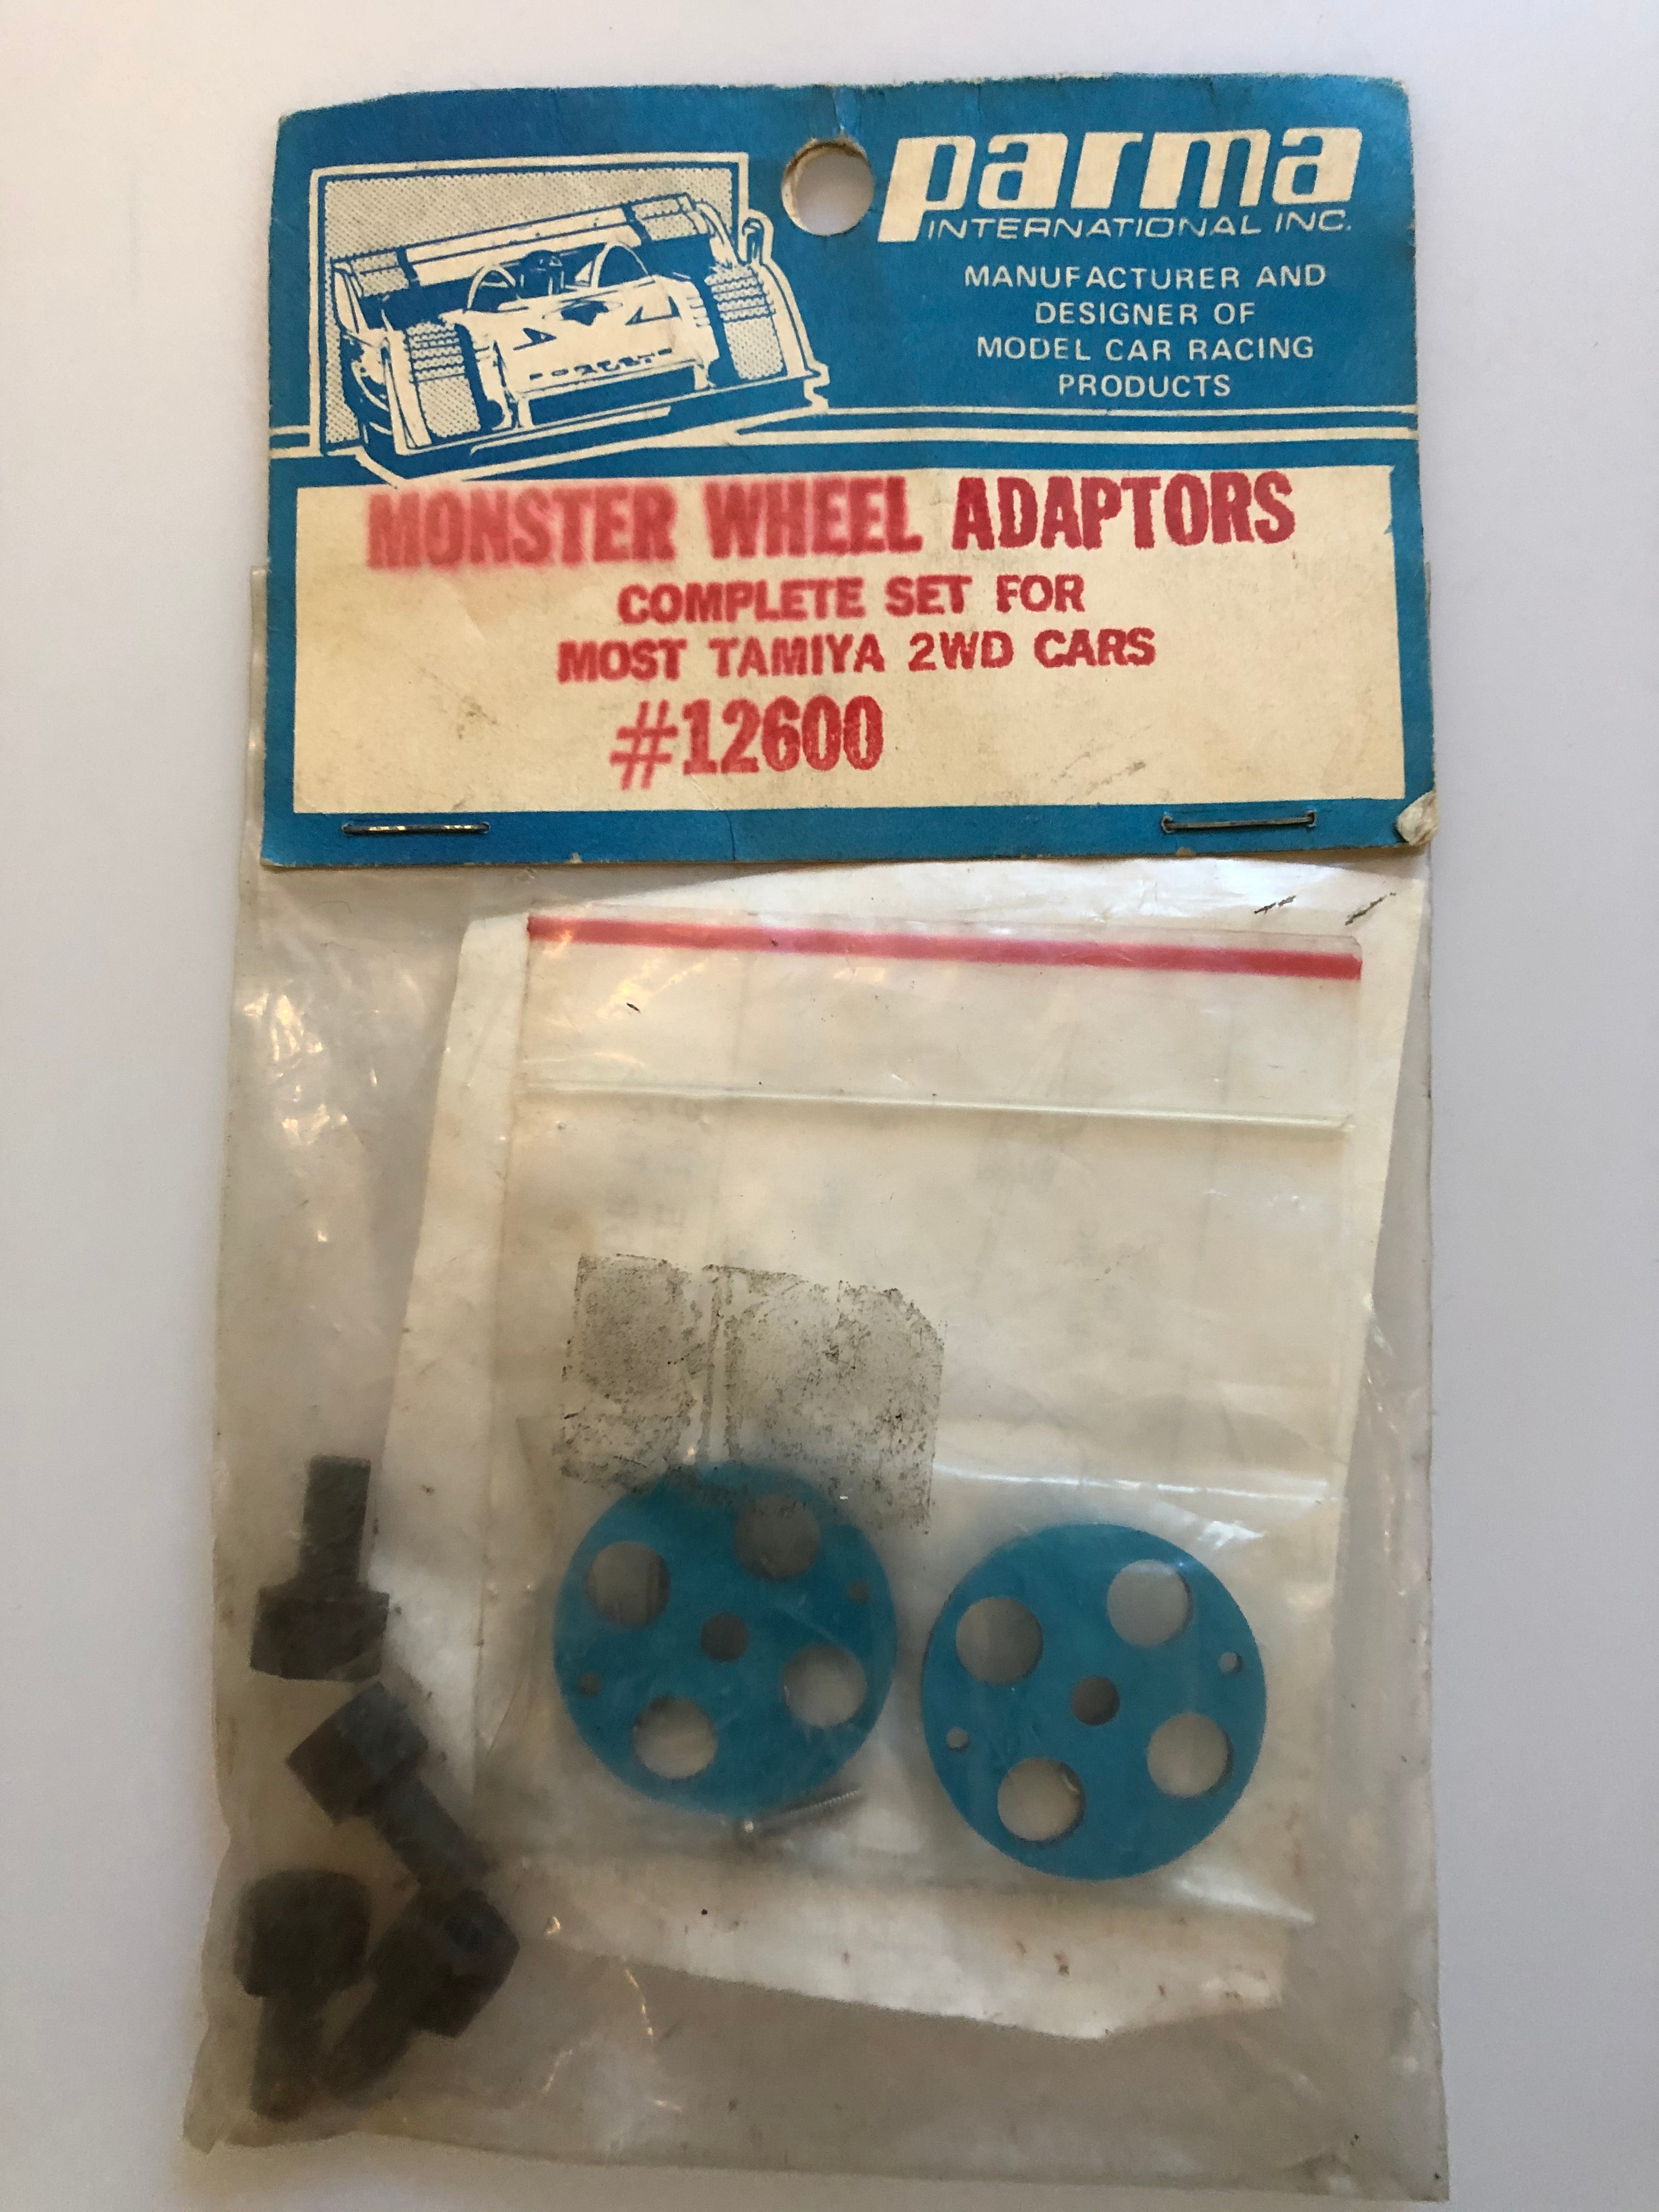 parma
INTERNATIONAL INC.
MANUFACTURER AND
DESIGNER OF
MODEL CAR RACING
PRODUCTS
MONSTER WHEEL ADAPTORS
COMPLETE SET FOR
MOST TAMIYA 2WD CARS
#12600